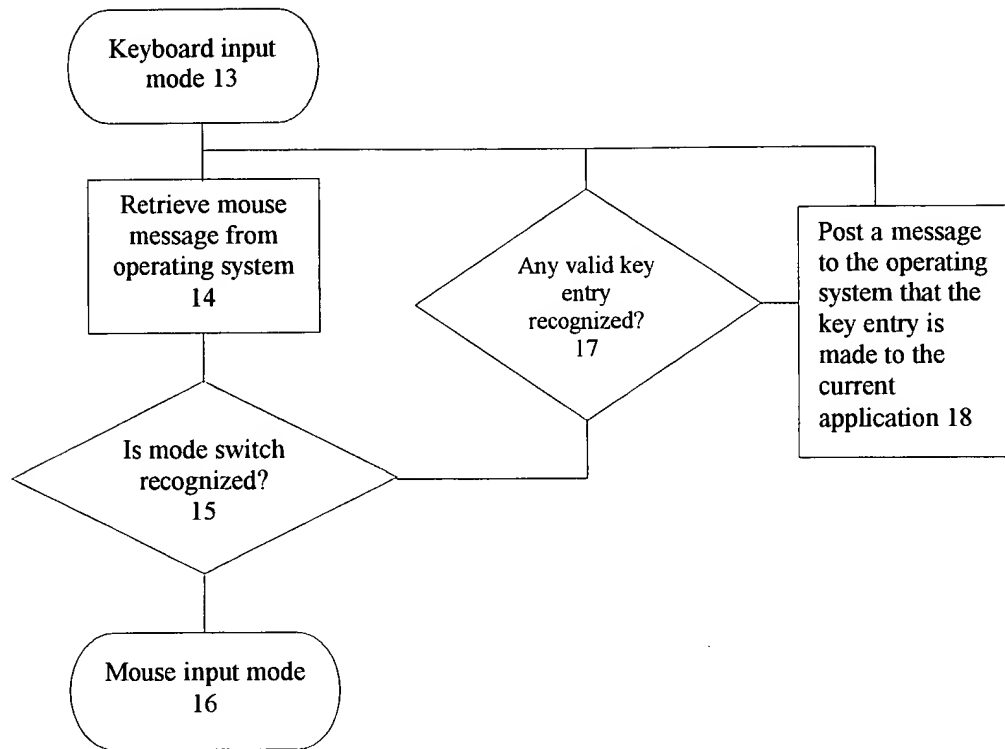 Keyboard input
mode 13
Retrieve mouse
message from
operating system
14
Is mode switch
recognized?
15
Mouse input mode
16
Any valid key
entry
recognized?
17
Post a message
to the operating
system that the
key entry is
made to the
current
application 18